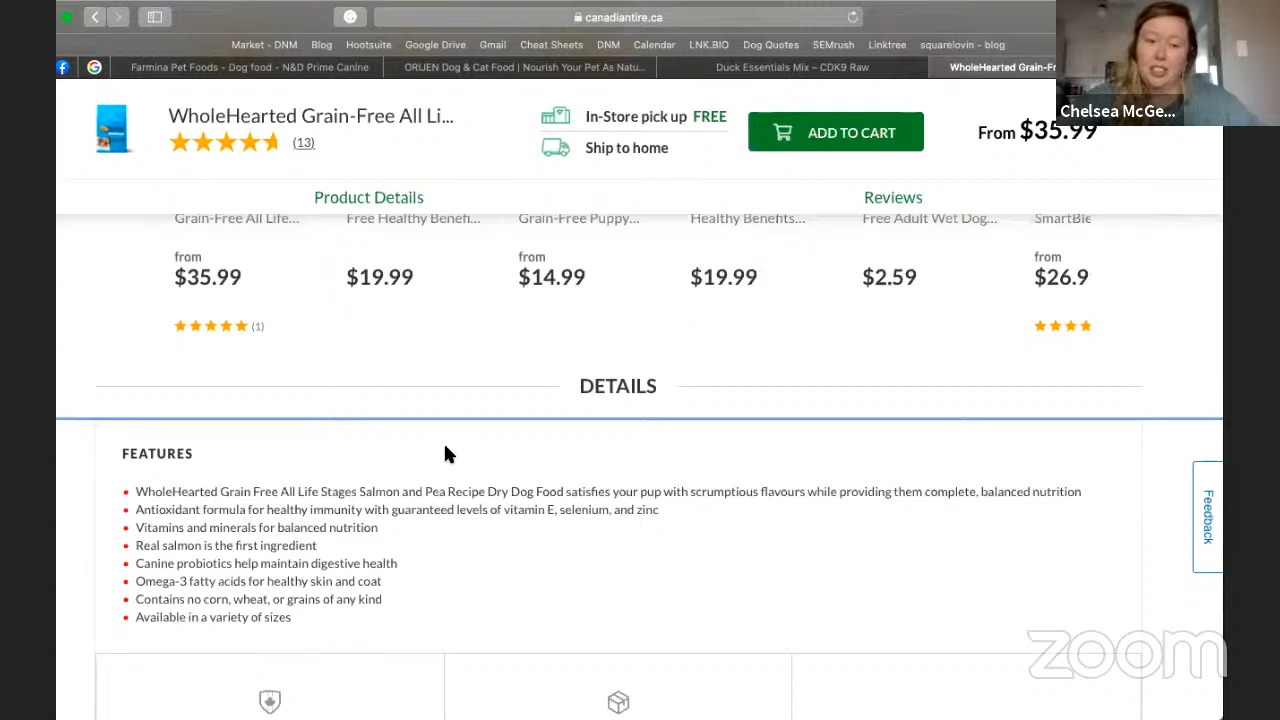 canadiantire.ca
Market - DNM Blog Hootsuite Google Drive Gmail Cheat Sheets DNM Calendar LNK.BIO Dog Quotes SEMrush Linktree squarelovin - blog
Farmina Pet Foods - Dog food - N&D Prime Canine ORIJEN Dog & Cat Food | Nourish Your Pet As Natu... Duck Essentials Mix – CDK9 Raw WholeHearted Grain-Fr
Chelsea McGe...
WholeHearted Grain-Free All Li...
(13)
In-Store pick up FREE
Ship to home
ADD TO CART
From $35.99
Product Details Reviews
Grain-Free All Life... Free Healthy Benefi... Grain-Free Puppy... Healthy Benefits... Free Adult Wet Dog... SmartBle
from from from
$35.99 $19.99 $14.99 $19.99 $2.59 $26.9
(1)
DETAILS
FEATURES
WholeHearted Grain Free All Life Stages Salmon and Pea Recipe Dry Dog Food satisfies your pup with scrumptious flavours while providing them complete, balanced nutrition
Antioxidant formula for healthy immunity with guaranteed levels of vitamin E, selenium, and zinc
Vitamins and minerals for balanced nutrition
Real salmon is the first ingredient
Canine probiotics help maintain digestive health
Omega-3 fatty acids for healthy skin and coat
Contains no corn, wheat, or grains of any kind
Available in a variety of sizes
Feedback
zoom